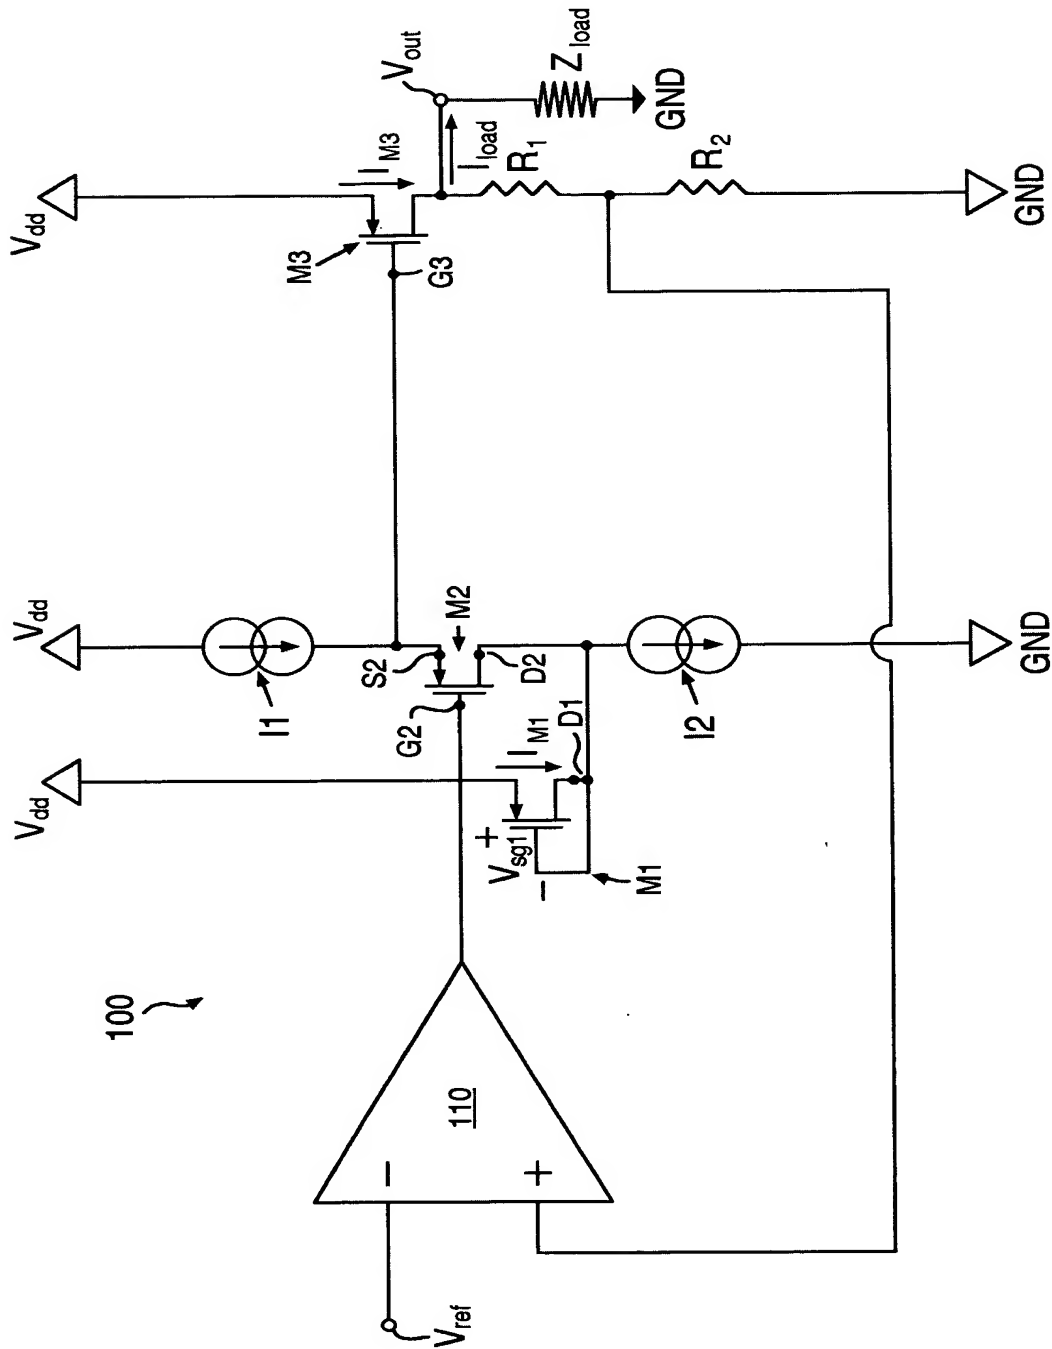 100
V_ref
−
+
110
V_dd
V_sg1
+
−
M1
I_M1
D1
V_dd
I1
G2
S2
M2
D2
I2
GND
V_dd
M3
G3
I_M3
V_out
I_load
Z_load
GND
R_1
R_2
GND